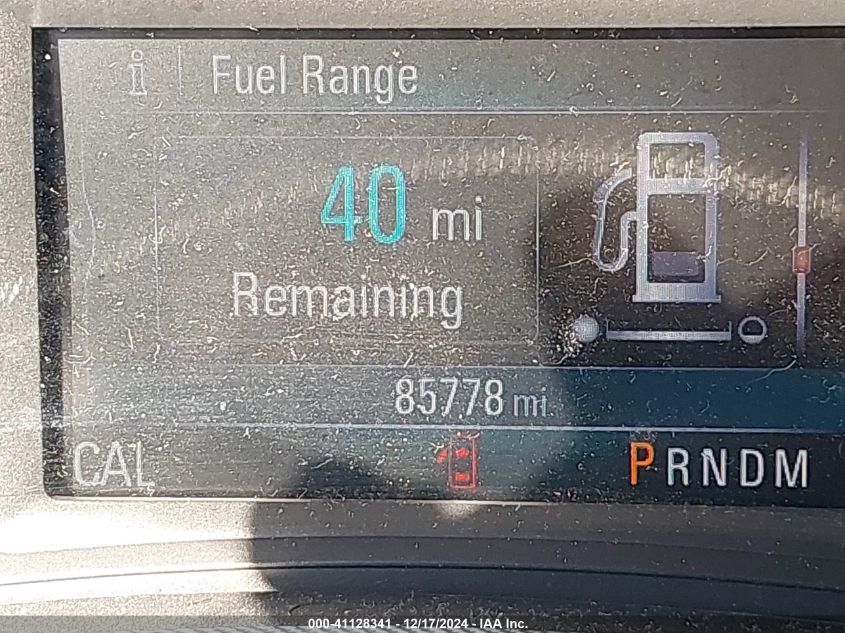 i Fuel Range
40 mi
Remaining
85778 mi
CAL PRNDM
000-41128341 / 12/17/2024 - IAA Inc.